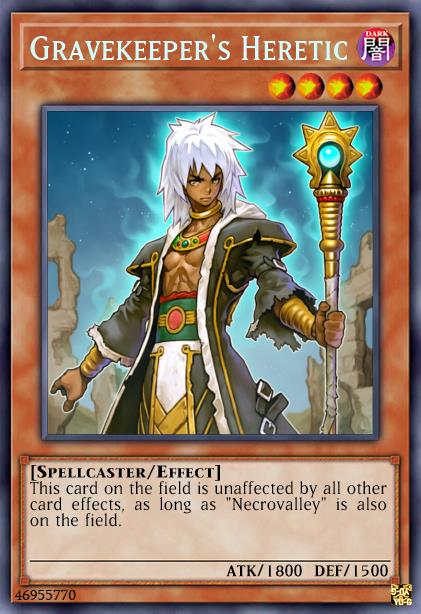 Gravekeeper's Heretic
DARK
闇
[Spellcaster/Effect]
This card on the field is unaffected by all other
card effects, as long as "Necrovalley" is also
on the field.
ATK/1800 DEF/1500
46955770